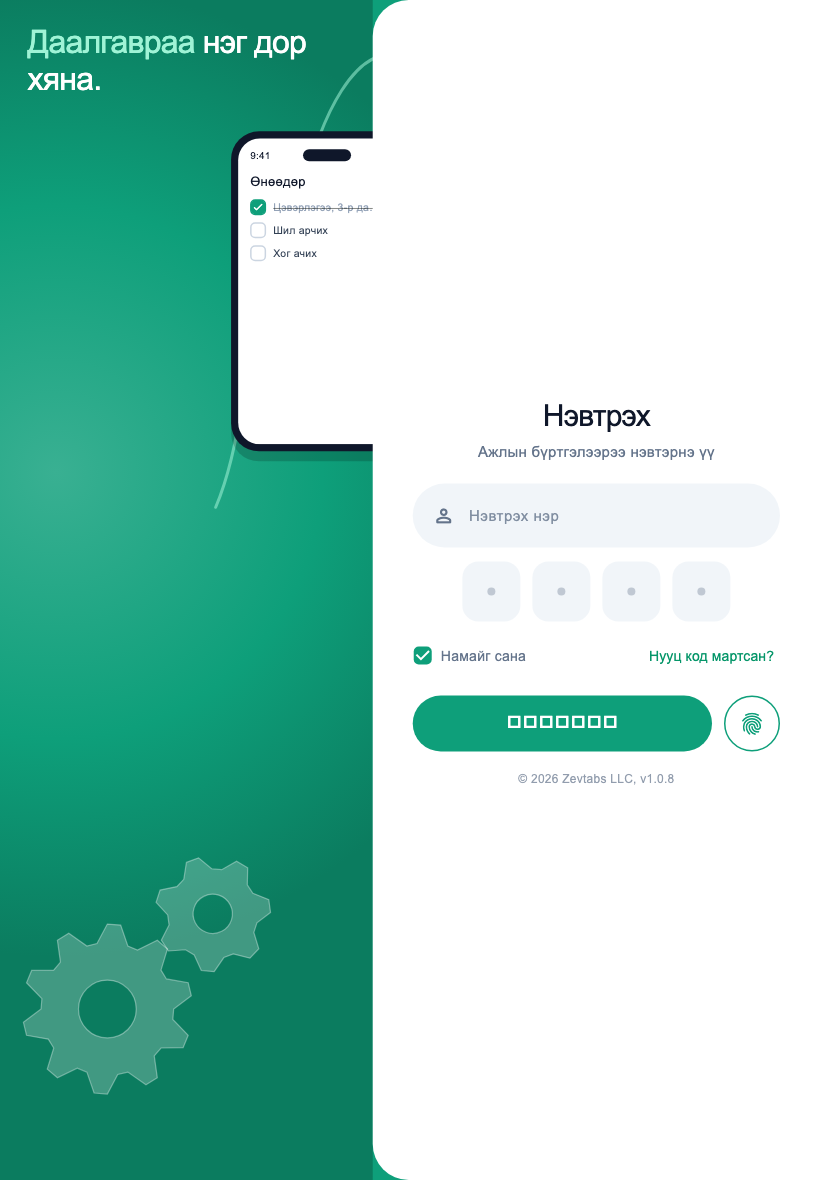 Даалгавраа нэг дор
хяна.
9:41
Өнөөдөр
Цэвэрлэгээ, 3-р да.
Шил арчих
Хог ачих
Нэвтрэх
Ажлын бүртгэлээрээ нэвтэрнэ үү
Нэвтрэх нэр
Намайг сана
Нууц код мартсан?
© 2026 Zevtabs LLC, v1.0.8